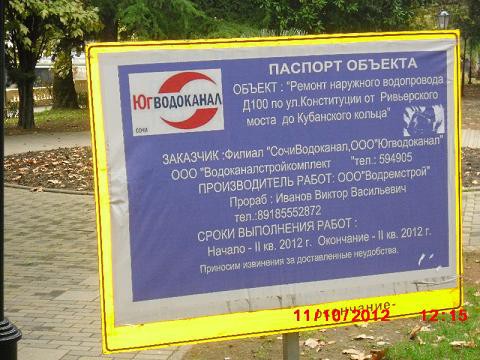 ПАСПОРТ ОБЪЕКТА
ЮГВОДОКАНАЛ
СОЧИ
ОБЪЕКТ : "Ремонт наружного водопровода
Д100 по ул.Конституции от Ривьерского
моста до Кубанского кольца"
ЗАКАЗЧИК :Филиал "СочиВодоканал,ООО"Югводоканал"
ООО "Водоканалстройкомплект "тел.: 594905
ПРОИЗВОДИТЕЛЬ РАБОТ: ООО"Водремстрой"
Прораб : Иванов Виктор Васильевич
тел.:89185552872
СРОКИ ВЫПОЛНЕНИЯ РАБОТ :
Начало - II кв. 2012 г. Окончание - II кв. 2012 г.
Приносим извинения за доставленные неудобства.
11/10/2012 12:15